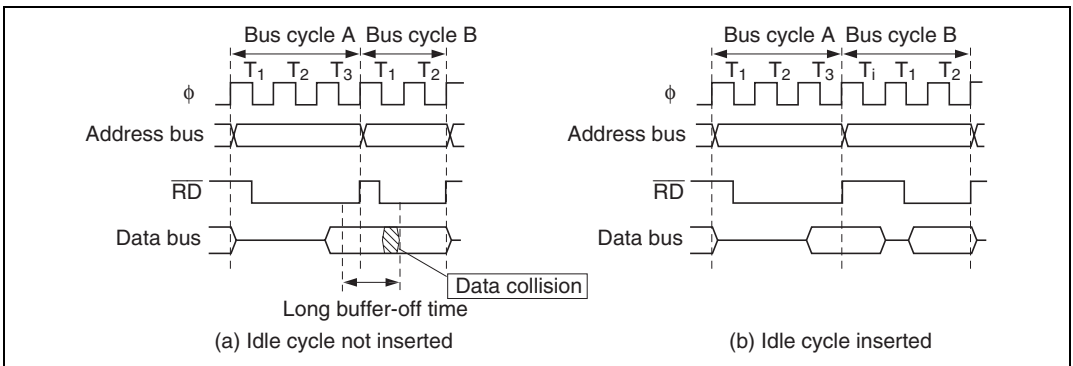 Bus cycle A Bus cycle B
T1 T2 T3 T1 T2
ϕ
Address bus
RD
Data bus
Data collision
Long buffer-off time
(a) Idle cycle not inserted
Bus cycle A Bus cycle B
T1 T2 T3 Ti T1 T2
ϕ
Address bus
RD
Data bus
(b) Idle cycle inserted